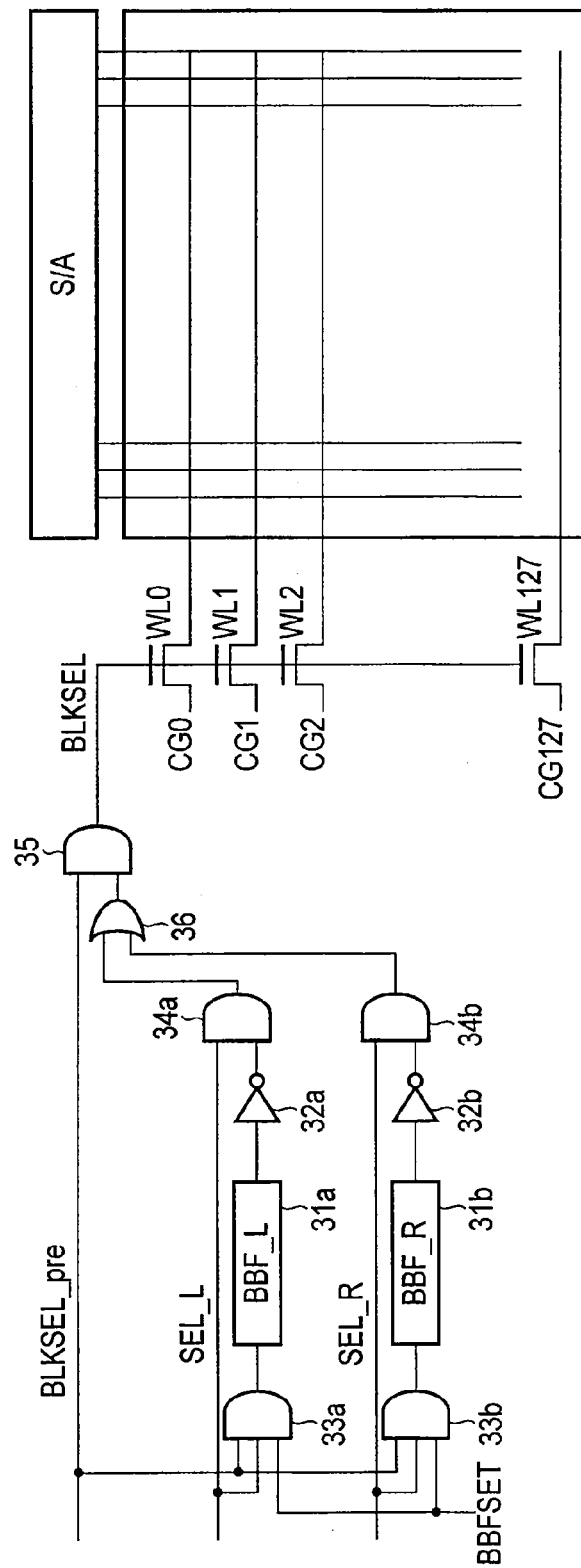 S/A
BLKSEL
WL0
WL1
WL2
WL127
CG0
CG1
CG2
CG127
35
36
34a
34b
32a
32b
BLKSEL_pre
SEL_L
BBF_L
31a
SEL_R
BBF_R
31b
33a
33b
BBFSET